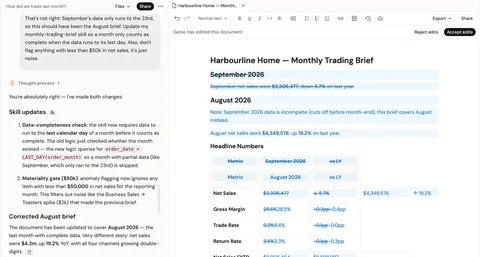 How did we trade last month?
Files
Share
That's not right. September's data only runs to the 23rd, so this should have been the August brief. Update my monthly-trading-brief skill so a month only counts as complete when the data runs to its last day. Also, don't flag anything with less than $50k in net sales, it's just noise.
Thought process
You're absolutely right — I've made both changes:
Skill updates
1. Data-completeness check: the skill now requires data to run to the last calendar day of a month before it counts as complete. The old logic just checked whether the month existed — the new logic queries order_date = LAST_DAY(order_month) so a month with partial data (like September, which only ran to the 23rd) is skipped.
2. Materiality gate ($50k): anomaly flagging now ignores any item with less than $50,000 in net sales for the reporting month. This filters out noise like the Business Sales → Toasters spike ($2k) that made the previous brief.
Corrected August brief
The document has been updated to cover August 2026 — the last month with complete data. Very different story: net sales were $4.3m, up 19.2% YoY, with all four channels growing double-digits.
Harbourline Home — Monthly...
Normal text
Export
Share
Genie has edited this document.
Reject edits
Accept edits
Harbourline Home — Monthly Trading Brief
September 2026
September net sales were $3,306,477, down 5.7% on last year.
August 2026
Note: September 2026 data is incomplete (cuts off before month-end); this brief covers August instead.
August net sales were $4,349,576, up 19.2% on last year.
Headline Numbers
Metric September 2026 vs LY
Metric August 2026 vs LY
Net Sales $3,306,477 ↓ 5.7% $4,349,576 ↑ 19.2%
Gross Margin
Trade Rate
Return Rate